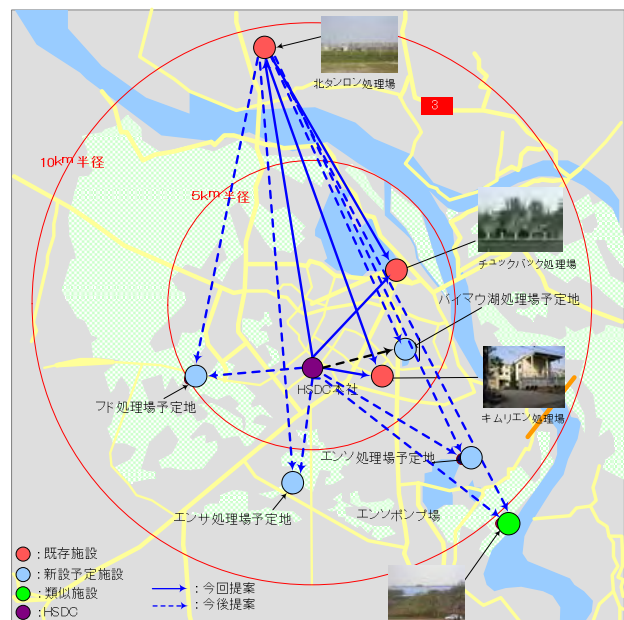 北タンロン処理場
3
10km半径
5km半径
チュックバック処理場
バイマウ湖処理場予定地
HSDC本社
キムリエン処理場
フド処理場予定地
エンソ処理場予定地
エンサ処理場予定地
エンソポンプ場
：既存施設
：新設予定施設
：類似施設
：HSDC
：今回提案
：今後提案